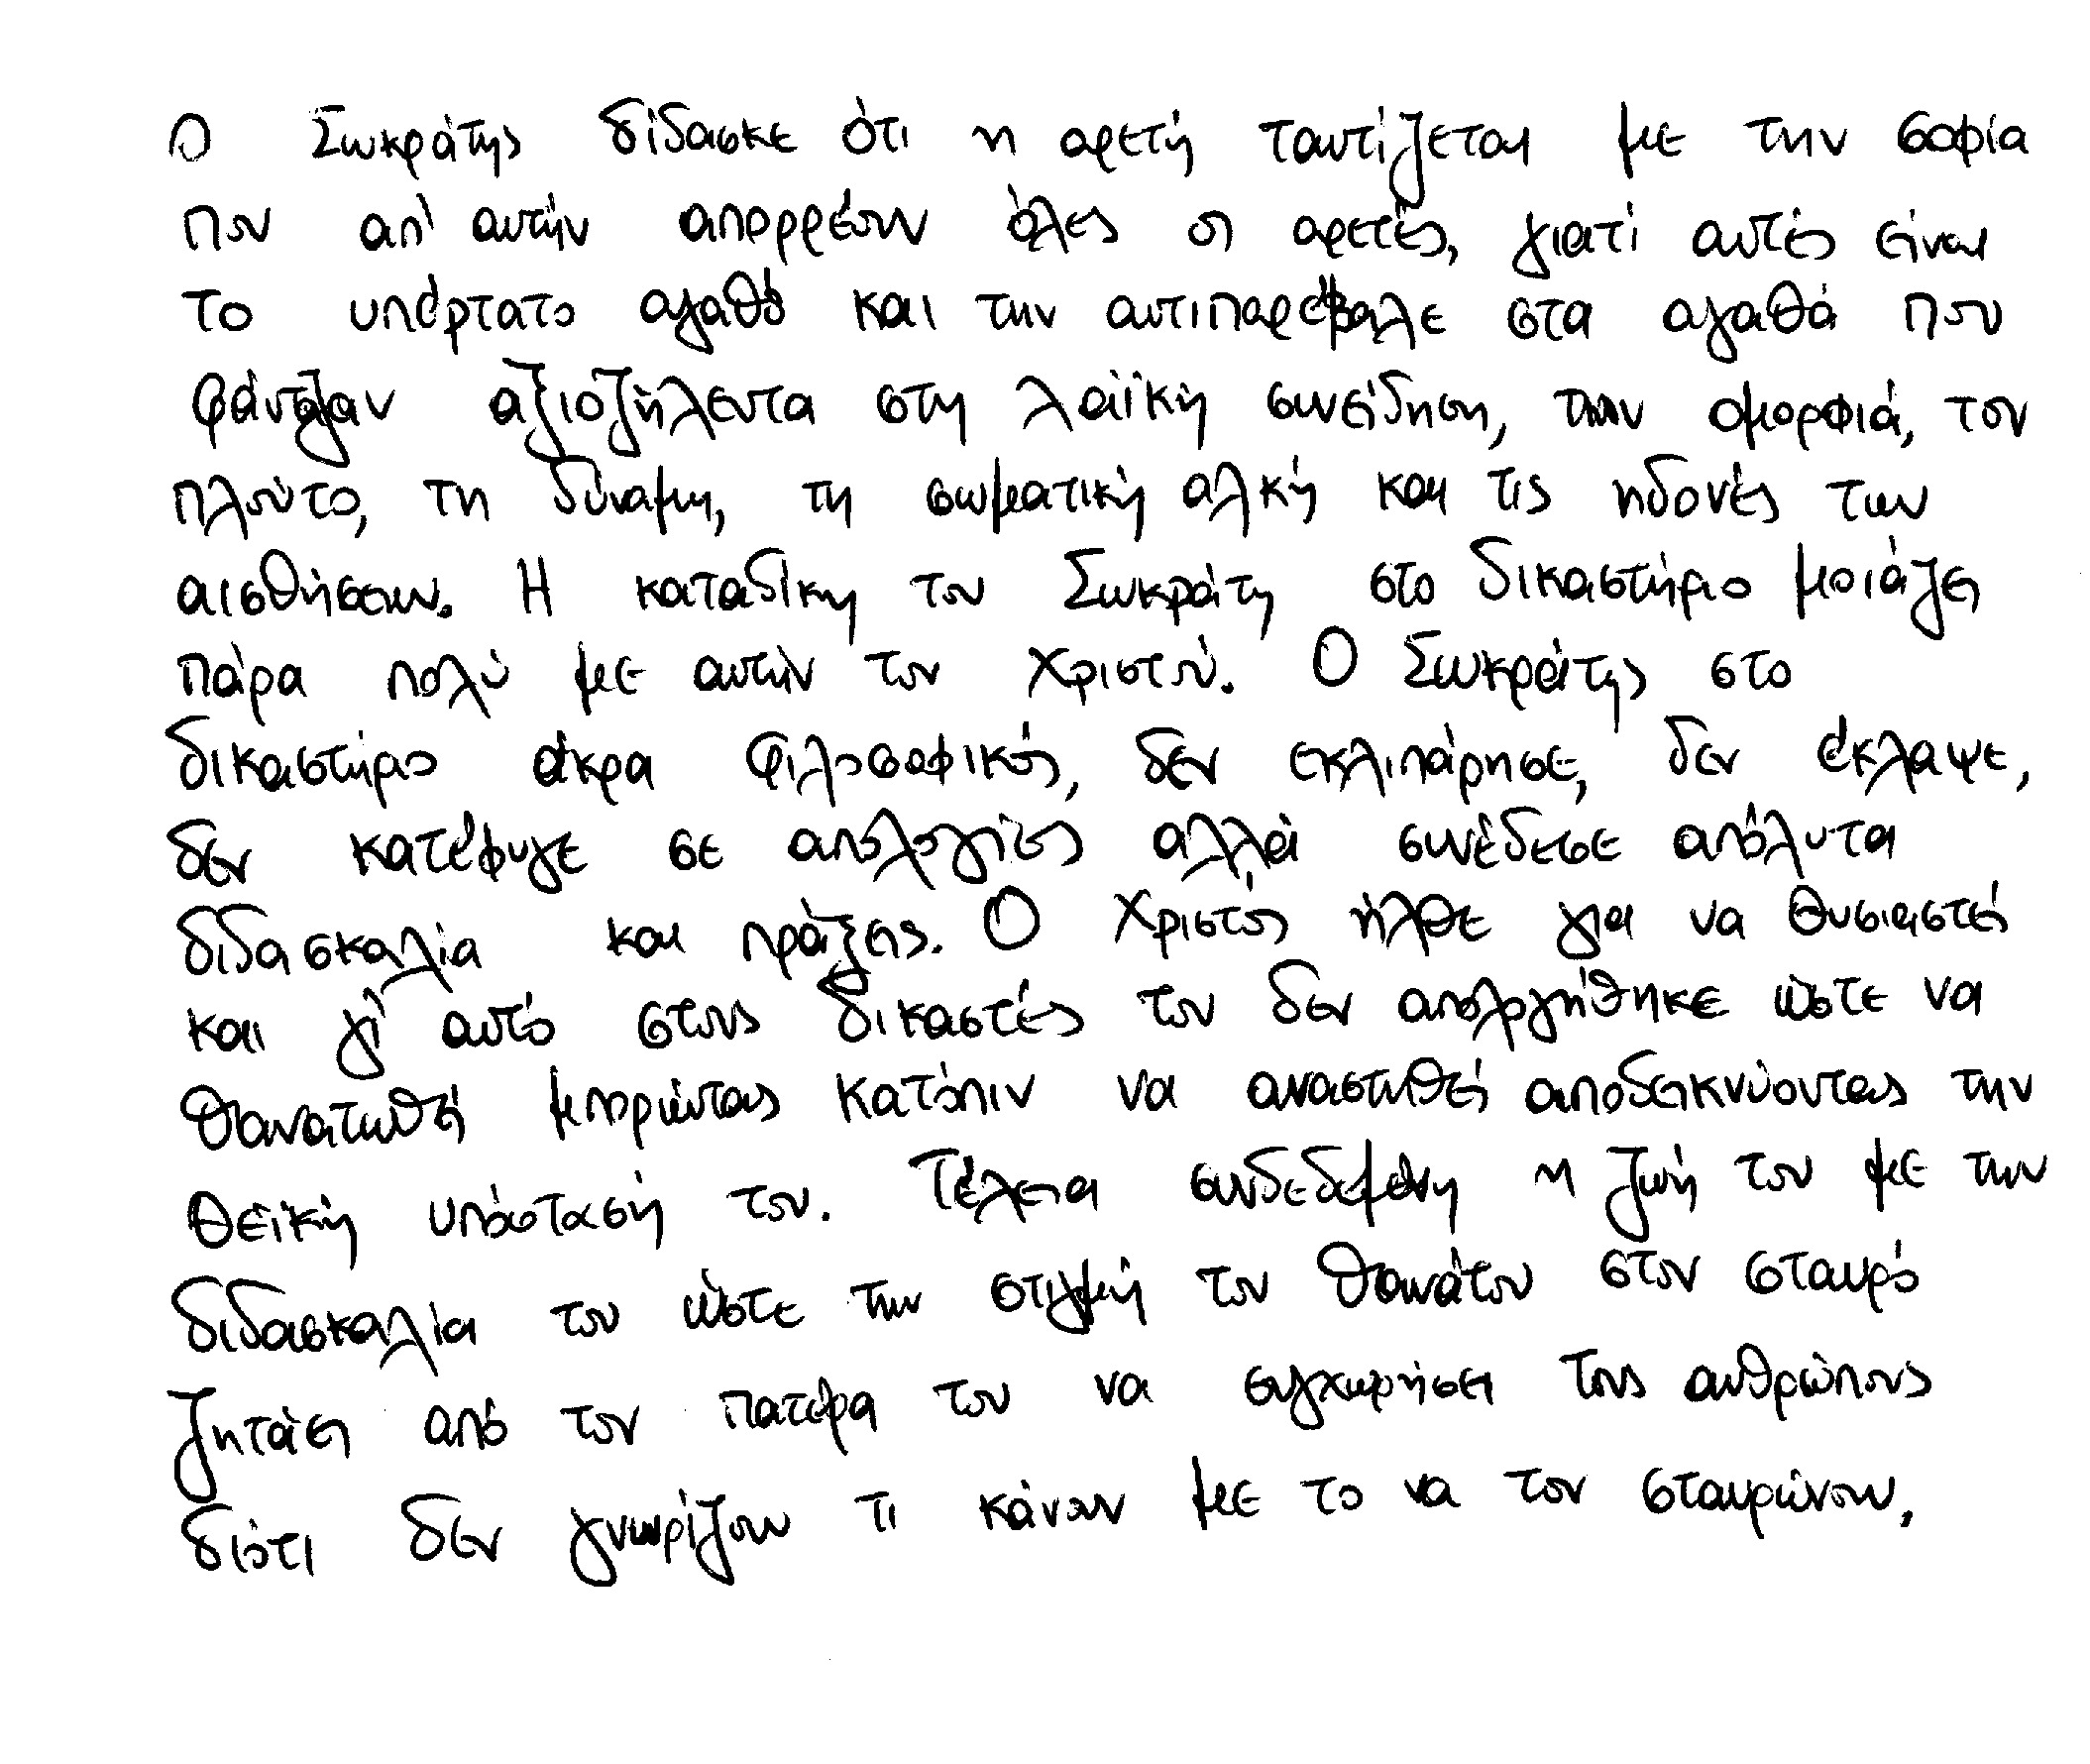 Ο Σωκράτης δίδασκε ότι η αρετή ταυτίζεται με την σοφία
που απ' αυτήν απορρέουν όλες οι αρετές, γιατί αυτές είναι
το υπέρτατο αγαθό και την αντιπαρέβαλε στα αγαθά που
φάνταζαν αξιοζήλευτα στη λαϊκή συνείδηση, την ομορφιά, τον
πλούτο, τη δύναμη, τη σωματική αλκή και τις ηδονές των
αισθήσεων. Η καταδίκη του Σωκράτη στο δικαστήριο μοιάζει
πάρα πολύ με αυτήν του Χριστού. Ο Σωκράτης στο
δικαστήριο άκρα φιλοσοφικός, δεν εκλιπάρησε, δεν έκλαψε,
δεν κατέφυγε σε απολογίες αλλά συνέδεσε απόλυτα
διδασκαλία και πράξεις. Ο Χριστός ήλθε για να θυσιαστεί
και γι' αυτό στους δικαστές του δεν απολογήθηκε ώστε να
θανατωθεί μπορώντας κατόπιν να αναστηθεί αποδεικνύοντας την
θεϊκή υπόστασή του. Τέλεια συνδεδεμένη η ζωή του με την
διδασκαλία του ώστε την στιγμή του θανάτου στον σταυρό
ζητάει από τον πατέρα του να συγχωρήσει τους ανθρώπους
διότι δεν γνωρίζουν τι κάνουν με το να τον σταυρώνουν.